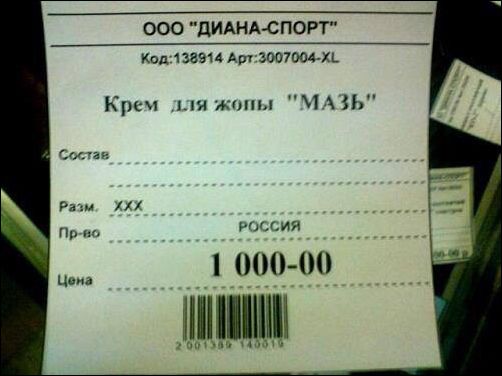 ООО "ДИАНА-СПОРТ"
Код:138914 Арт:3007004-XL
Крем для жопы "МАЗЬ"
Состав
Разм. XXX
Пр-во РОССИЯ
Цена 1 000-00
2 001389 140019